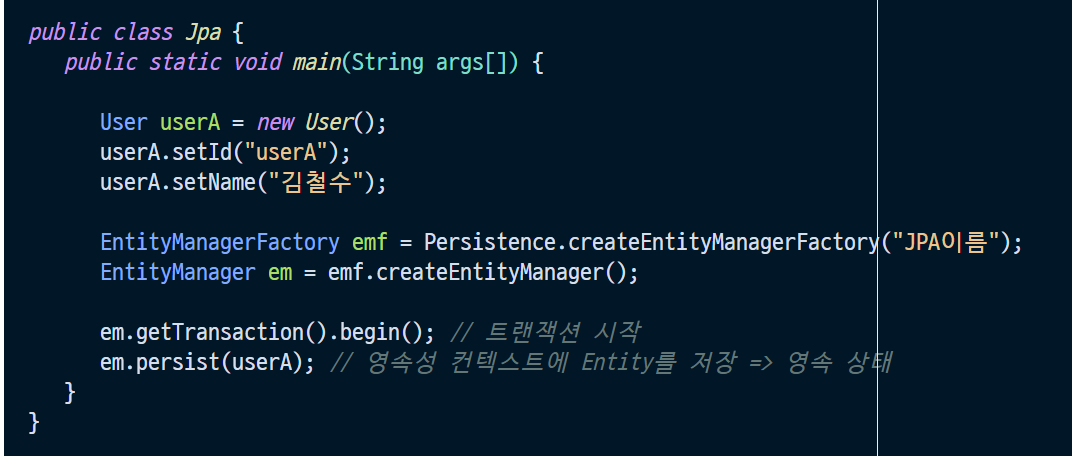 public class Jpa {
public static void main(String args[]) {
User userA = new User();
userA.setId("userA");
userA.setName("김철수");
EntityManagerFactory emf = Persistence.createEntityManagerFactory("JPA이름");
EntityManager em = emf.createEntityManager();
em.getTransaction().begin(); // 트랜잭션 시작
em.persist(userA); // 영속성 컨텍스트에 Entity를 저장 => 영속 상태
}
}